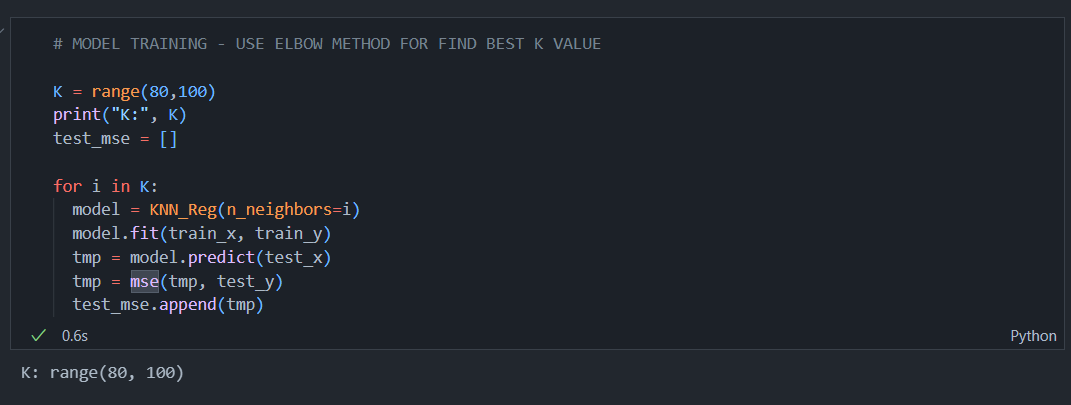 # MODEL TRAINING - USE ELBOW METHOD FOR FIND BEST K VALUE
K = range(80,100)
print("K:", K)
test_mse = []
for i in K:
model = KNN_Reg(n_neighbors=i)
model.fit(train_x, train_y)
tmp = model.predict(test_x)
tmp = mse(tmp, test_y)
test_mse.append(tmp)
0.6s
Python
K: range(80, 100)